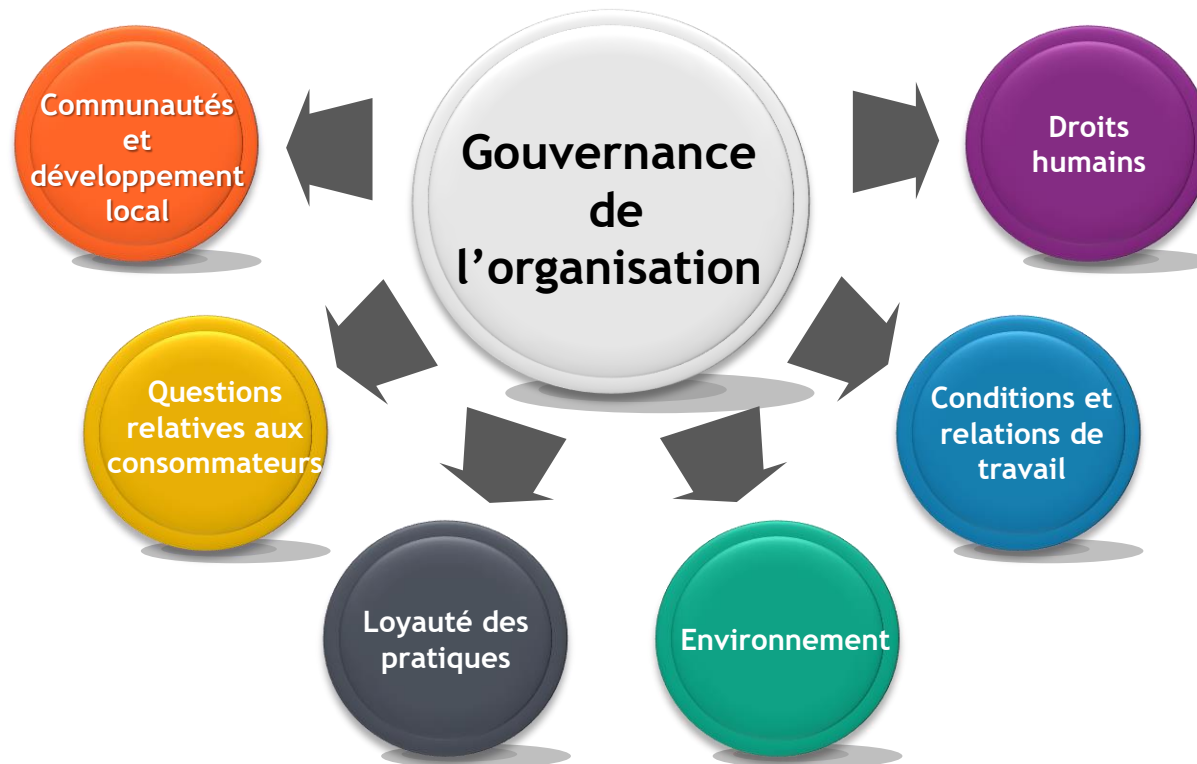 Gouvernance
de
l’organisation
Communautés
et
développement
local
Droits
humains
Questions
relatives aux
consommateurs
Conditions et
relations de
travail
Loyauté des
pratiques
Environnement